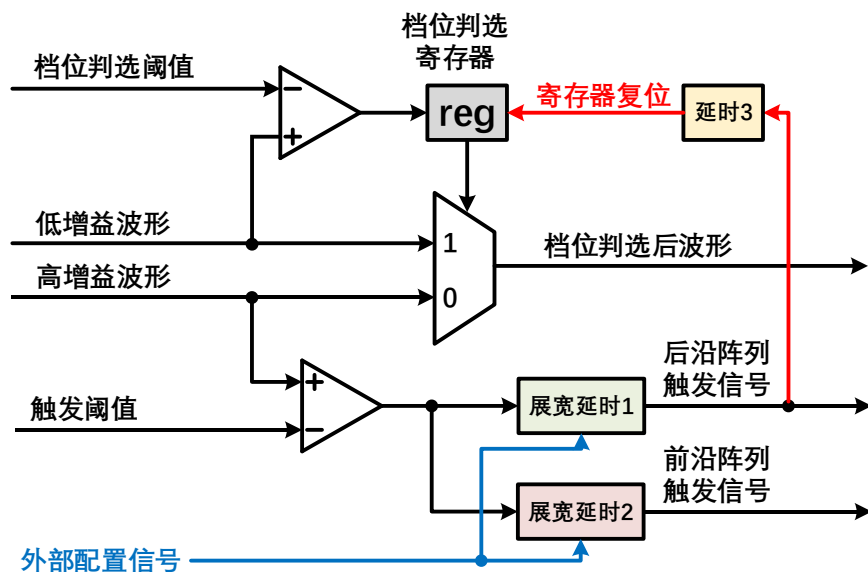 档位判选
寄存器
档位判选阈值
reg
寄存器复位
延时3
−
+
低增益波形
1
档位判选后波形
高增益波形
0
后沿阵列
触发信号
+
触发阈值
−
展宽延时1
前沿阵列
触发信号
展宽延时2
外部配置信号